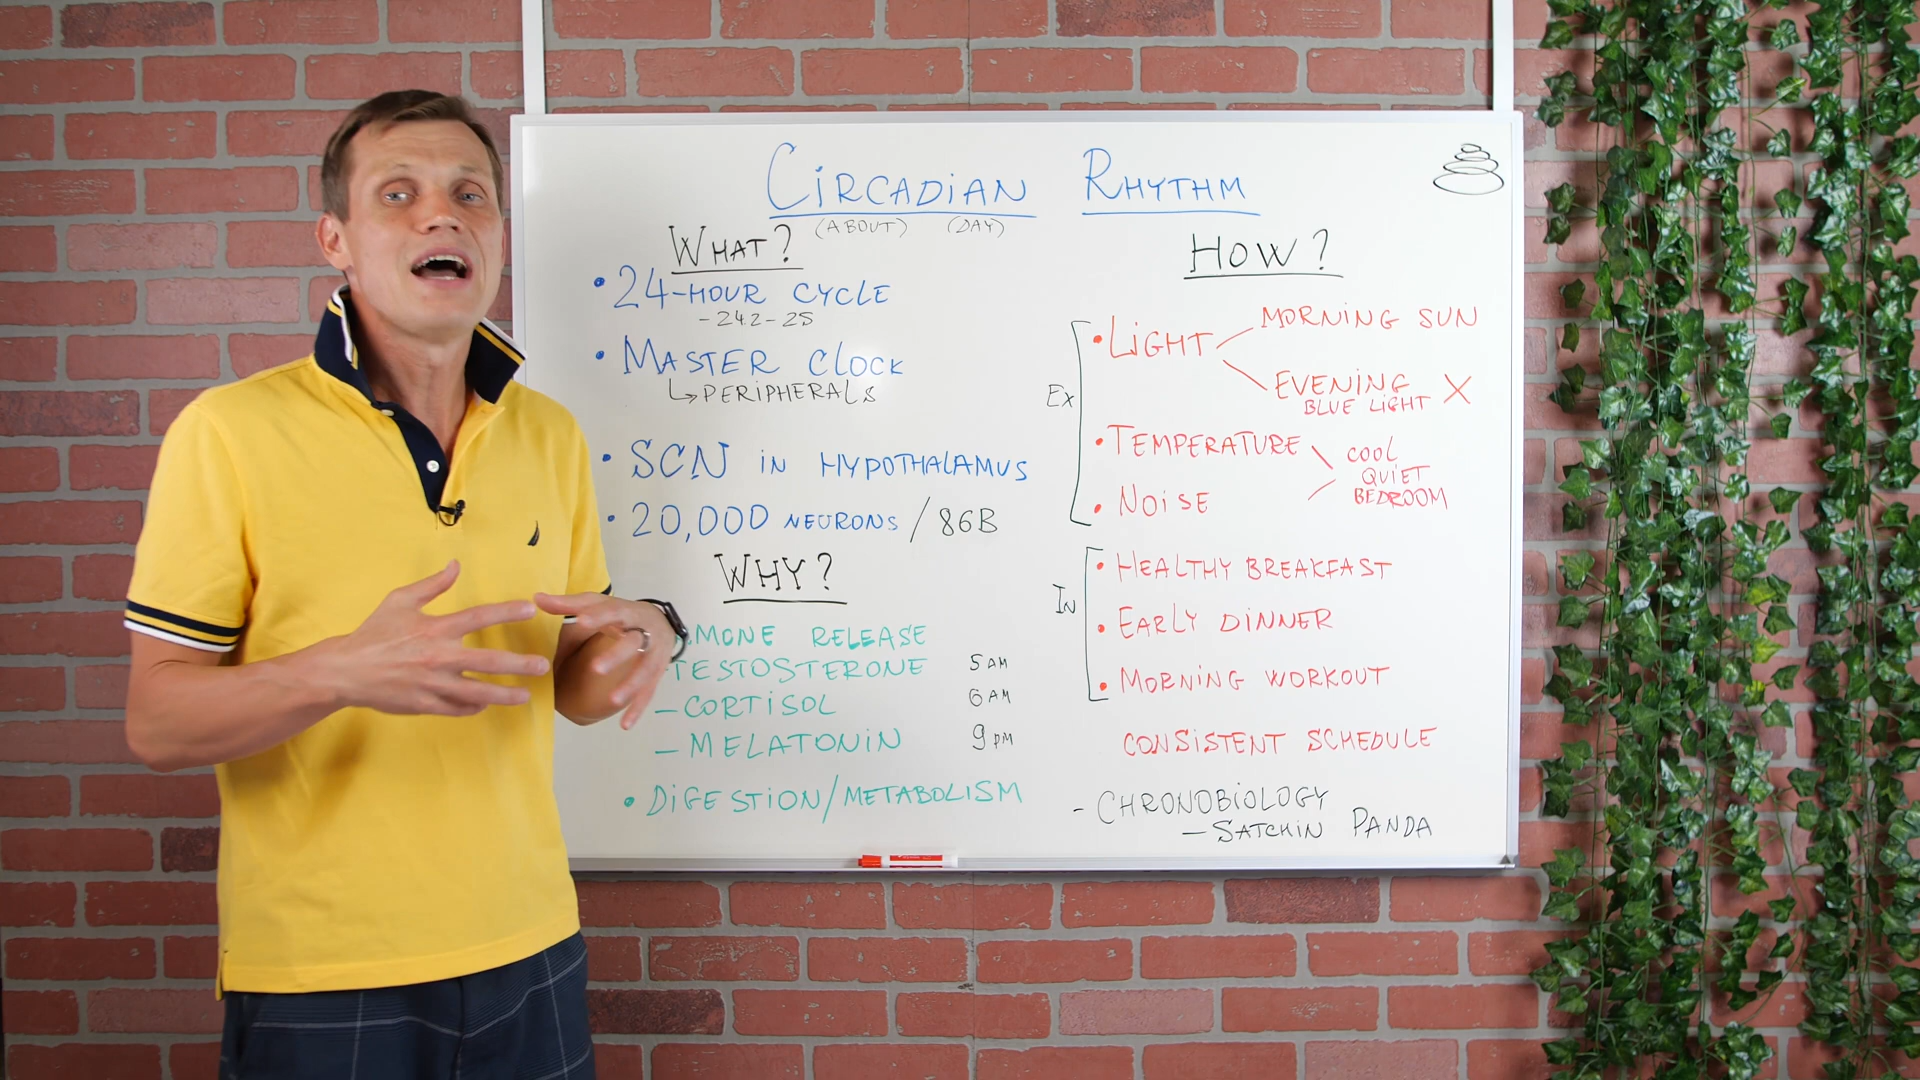 CIRCADIAN RHYTHM
(ABOUT) (DAY)
WHAT?
• 24-HOUR CYCLE
- 242 - 25
• MASTER CLOCK
↳ PERIPHERALS
• SCN IN HYPOTHALAMUS
• 20,000 NEURONS / 86B
WHY?
RMONE RELEASE
TESTOSTERONE 5 AM
- CORTISOL 6 AM
- MELATONIN 9 PM
• DIGESTION/METABOLISM
HOW?
Ex
• LIGHT
MORNING SUN
EVENING X
BLUE LIGHT
• TEMPERATURE
• NOISE
COOL
QUIET
BEDROOM
IN
• HEALTHY BREAKFAST
• EARLY DINNER
• MORNING WORKOUT
CONSISTENT SCHEDULE
- CHRONOBIOLOGY
- SATCHIN PANDA